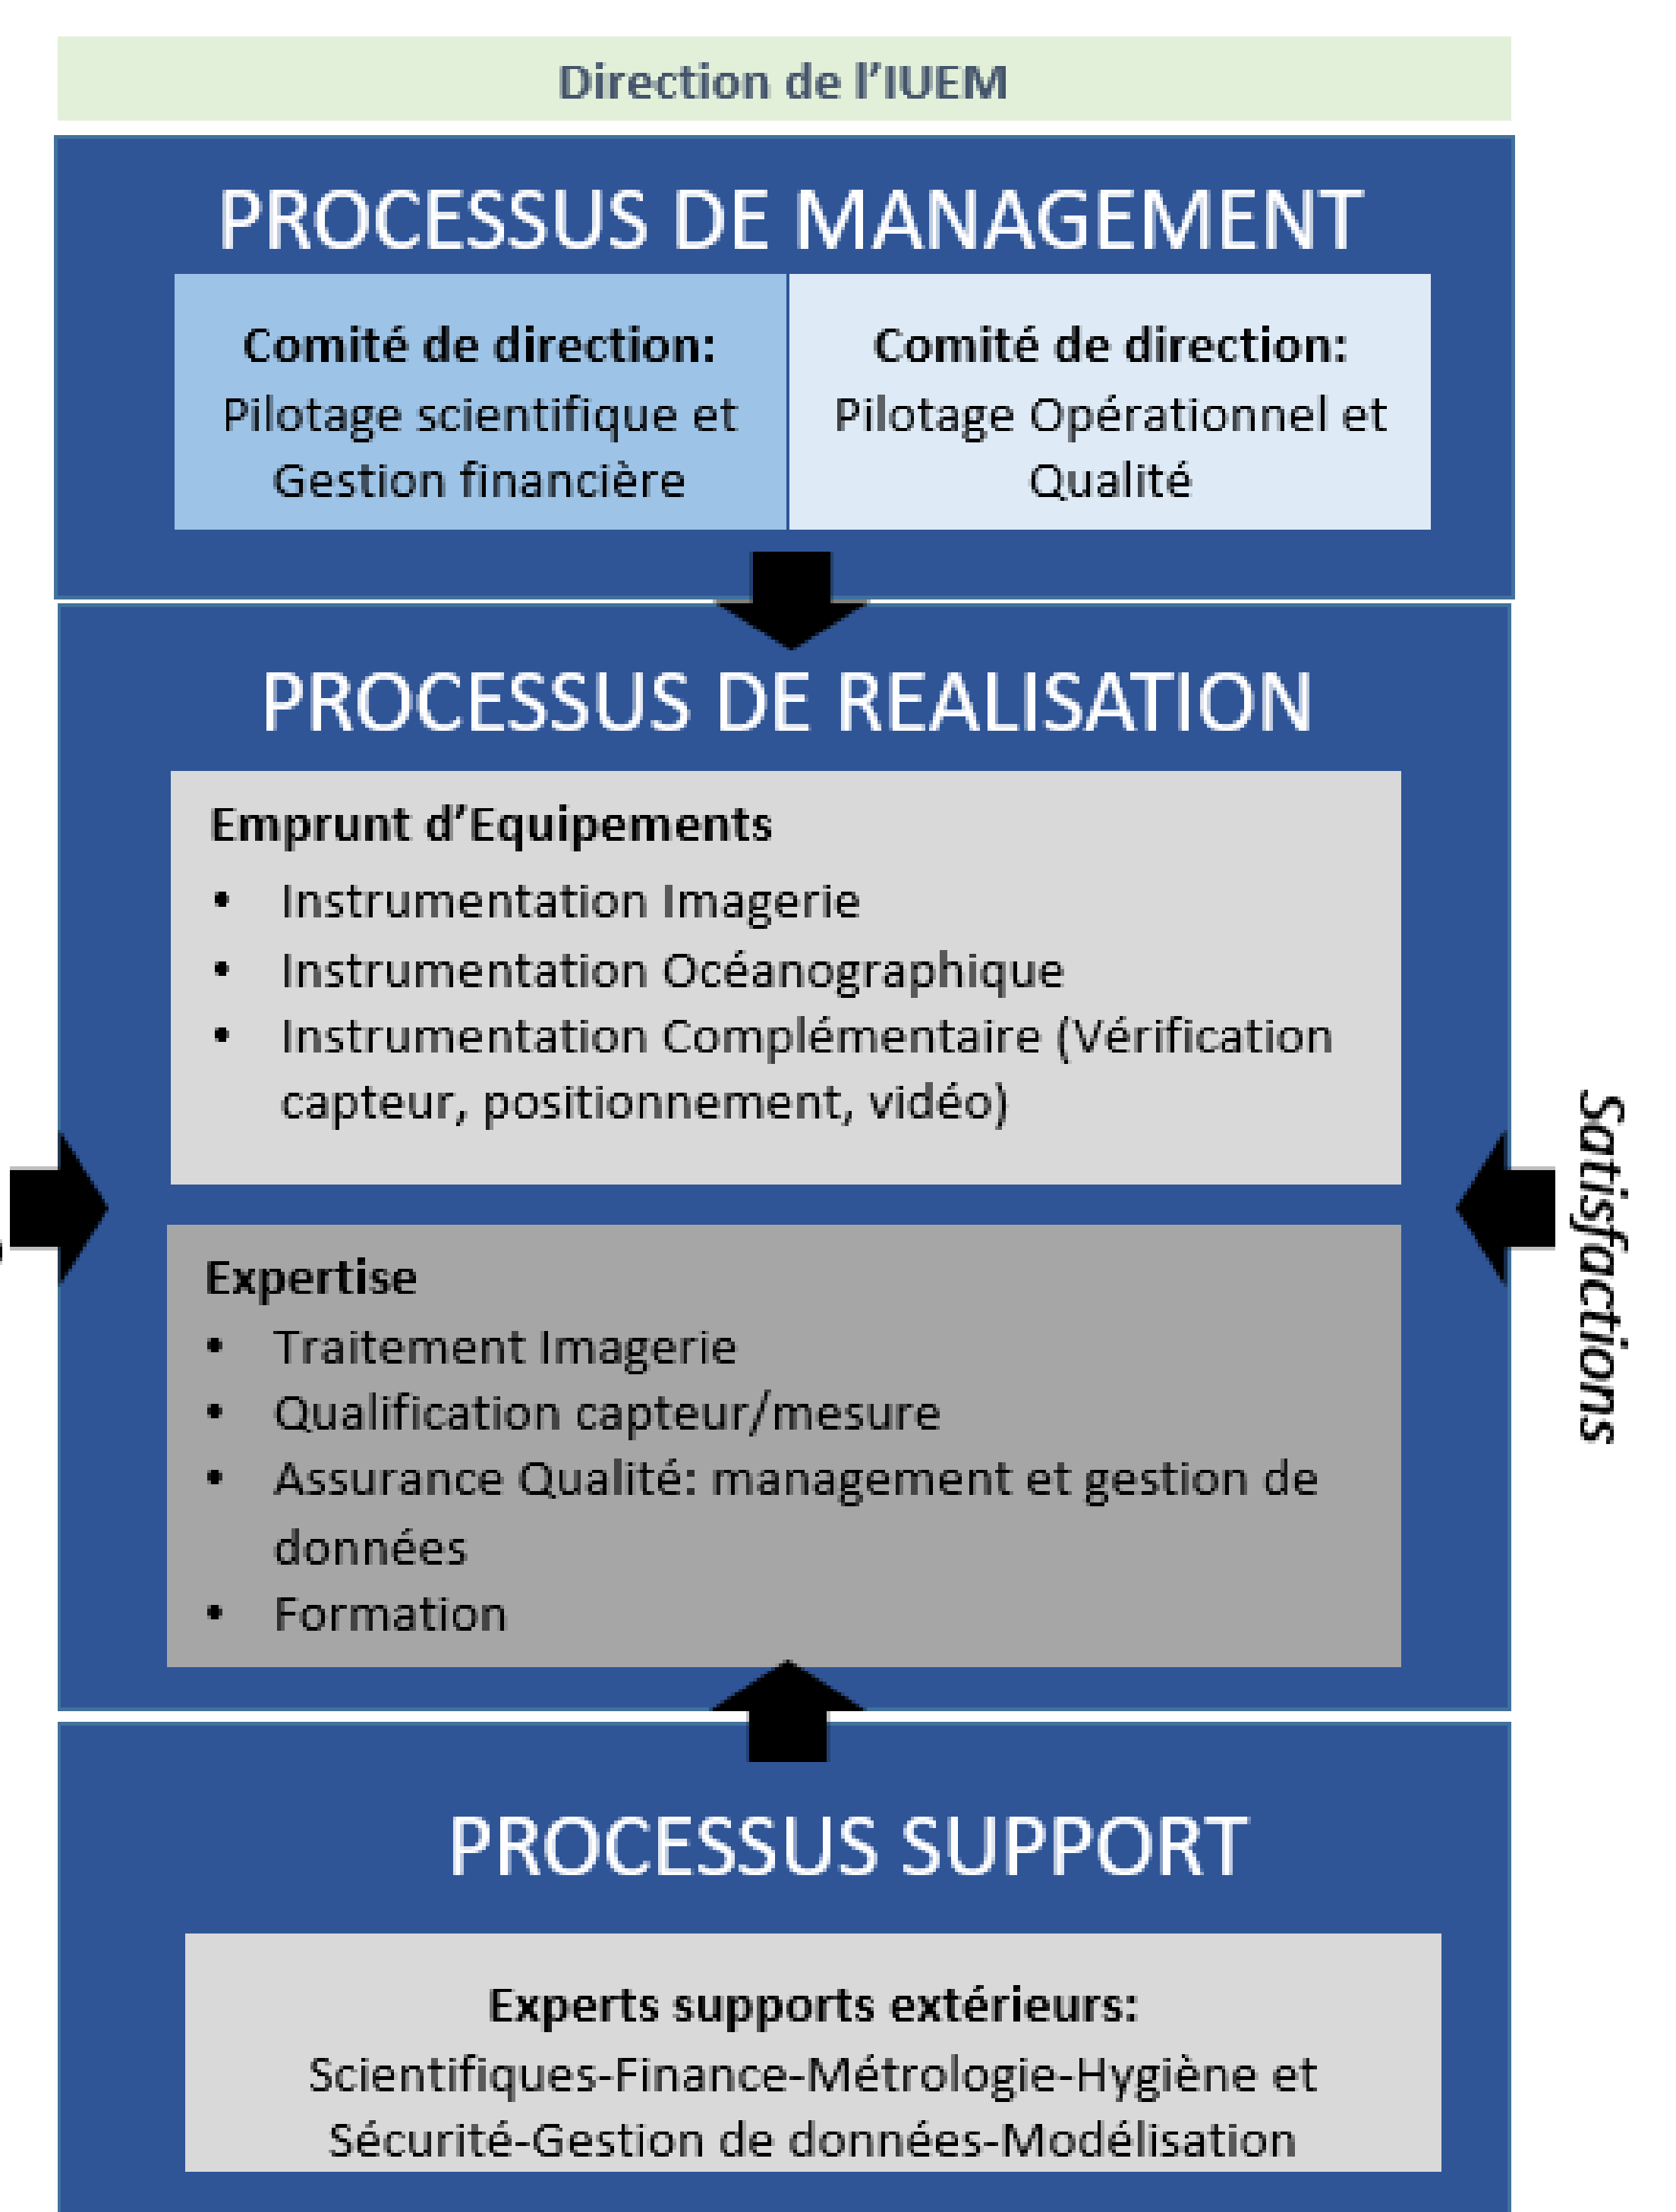 Direction de l’IUEM
PROCESSUS DE MANAGEMENT
Comité de direction:
Pilotage scientifique et
Gestion financière
Comité de direction:
Pilotage Opérationnel et
Qualité
PROCESSUS DE REALISATION
Emprunt d’Equipements
• Instrumentation Imagerie
• Instrumentation Océanographique
• Instrumentation Complémentaire (Vérification
capteur, positionnement, vidéo)
Expertise
• Traitement Imagerie
• Qualification capteur/mesure
• Assurance Qualité: management et gestion de
données
• Formation
Satisfactions
PROCESSUS SUPPORT
Experts supports extérieurs:
Scientifiques-Finance-Métrologie-Hygiène et
Sécurité-Gestion de données-Modélisation